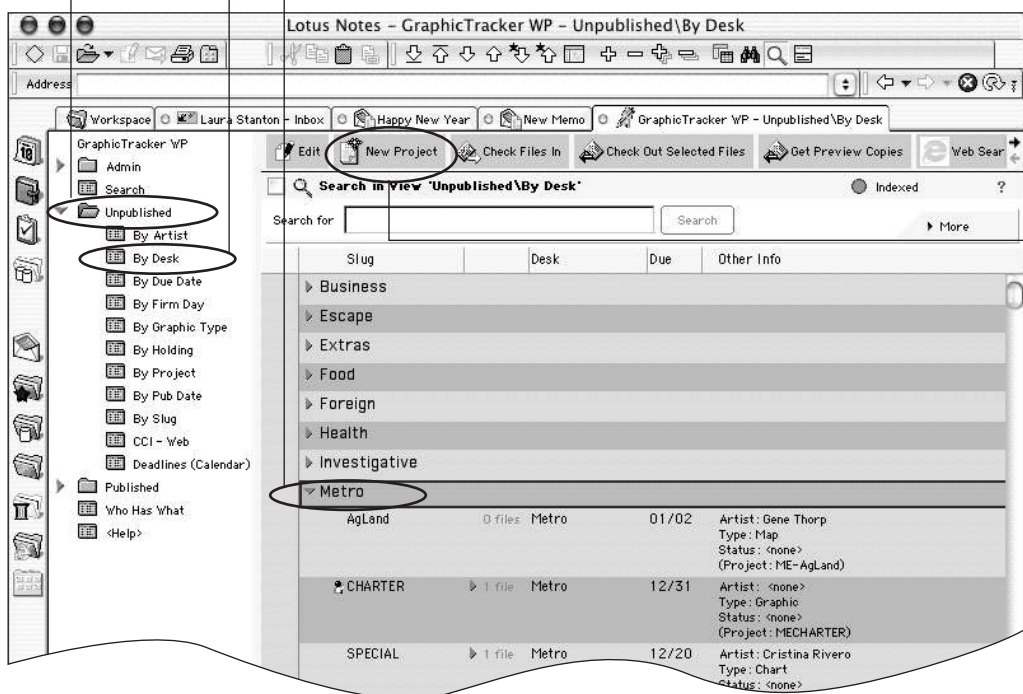 Lotus Notes - GraphicTracker WP - Unpublished\By Desk
Address
Workspace Laura Stanton - Inbox Happy New Year New Memo GraphicTracker WP - Unpublished\By Desk
GraphicTracker WP
Admin
Search
Unpublished
By Artist
By Desk
By Due Date
By Firm Day
By Graphic Type
By Holding
By Project
By Pub Date
By Slug
CCI - Web
Deadlines (Calendar)
Published
Who Has What
<Help>
Edit New Project Check Files In Check Out Selected Files Get Preview Copies Web Sear
Search in View 'Unpublished\By Desk' Indexed ?
Search for Search More
Slug Desk Due Other Info
Business
Escape
Extras
Food
Foreign
Health
Investigative
Metro
AgLand 0 files Metro 01/02 Artist: Gene Thorp
Type: Map
Status: <none>
(Project: ME-AgLand)
CHARTER 1 file Metro 12/31 Artist: <none>
Type: Graphic
Status: <none>
(Project: MECHARTER)
SPECIAL 1 file Metro 12/20 Artist: Cristina Rivero
Type: Chart
Status: <none>
18